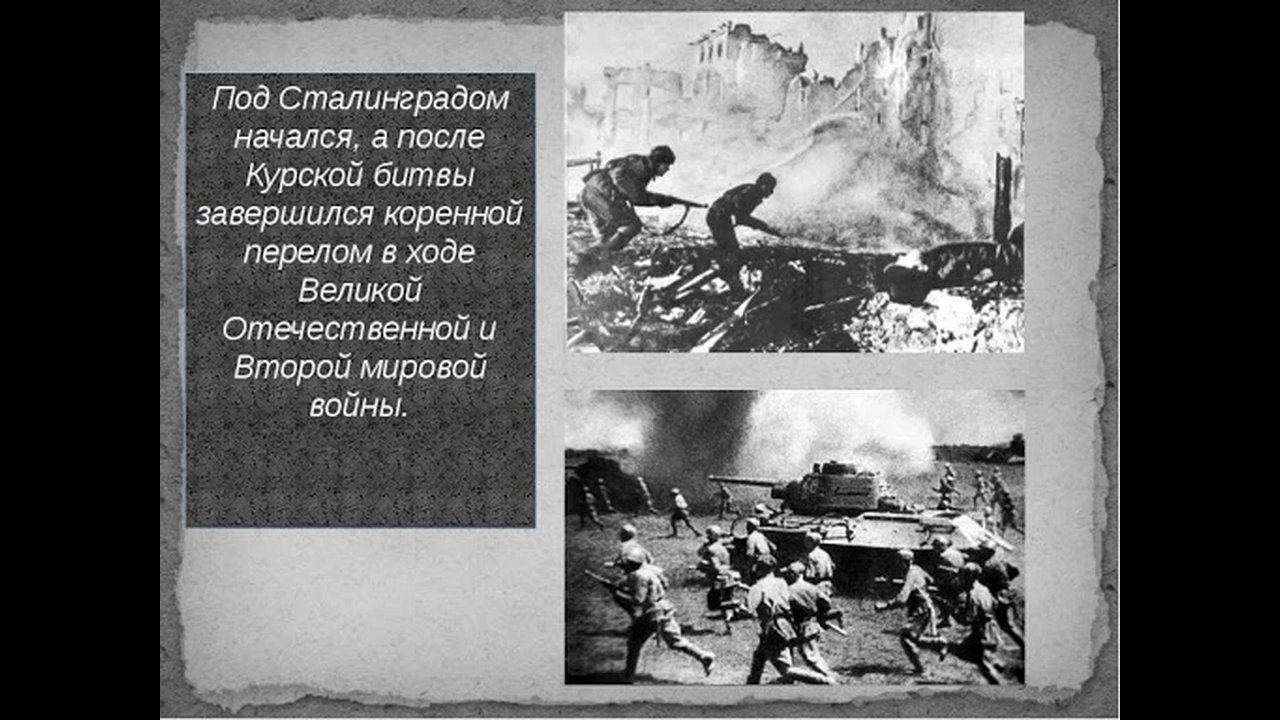 Под Сталинградом
начался, а после
Курской битвы
завершился коренной
перелом в ходе
Великой
Отечественной и
Второй мировой
войны.